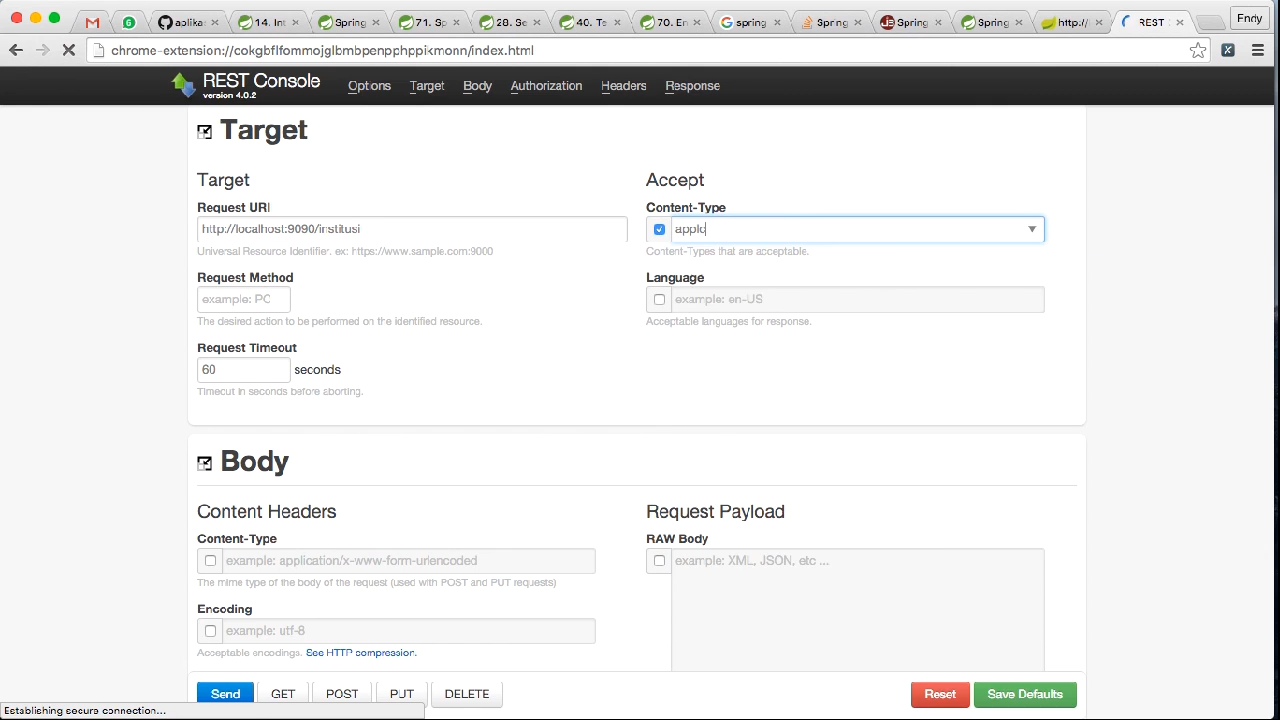 aplikas
14. Int
Spring
71. Sp
28. Se
40. Te
70. En
spring
Spring
Spring
Spring
http://
REST C
Endy
chrome-extension://cokgbflfommojglbmbpenpphppikmonn/index.html
REST Console
version 4.0.2
Options
Target
Body
Authorization
Headers
Response
Target
Target
Request URI
http://localhost:9090/institusi
Universal Resource Identifier. ex: https://www.sample.com:9000
Request Method
example: PC
The desired action to be performed on the identified resource.
Request Timeout
60 seconds
Timeout in seconds before aborting.
Accept
Content-Type
Content-Types that are acceptable.
Language
example: en-US
Acceptable languages for response.
Body
Content Headers
Content-Type
example: application/x-www-form-urlencoded
The mime type of the body of the request (used with POST and PUT requests)
Encoding
example: utf-8
Acceptable encodings. See HTTP compression.
Request Payload
RAW Body
example: XML, JSON, etc ...
Send
GET
POST
PUT
DELETE
Reset
Save Defaults
Establishing secure connection...